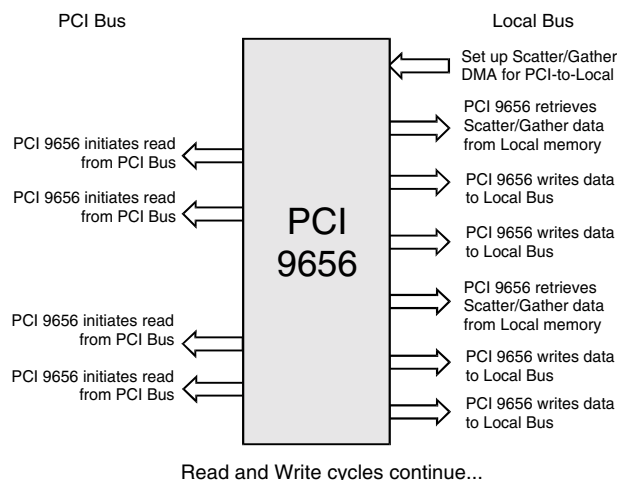 PCI Bus
Local Bus
Set up Scatter/Gather
DMA for PCI-to-Local
PCI 9656 retrieves
Scatter/Gather data
from Local memory
PCI 9656 initiates read
from PCI Bus
PCI 9656 writes data
to Local Bus
PCI 9656 initiates read
from PCI Bus
PCI
9656
PCI 9656 writes data
to Local Bus
PCI 9656 retrieves
Scatter/Gather data
from Local memory
PCI 9656 initiates read
from PCI Bus
PCI 9656 writes data
to Local Bus
PCI 9656 initiates read
from PCI Bus
PCI 9656 writes data
to Local Bus
Read and Write cycles continue...